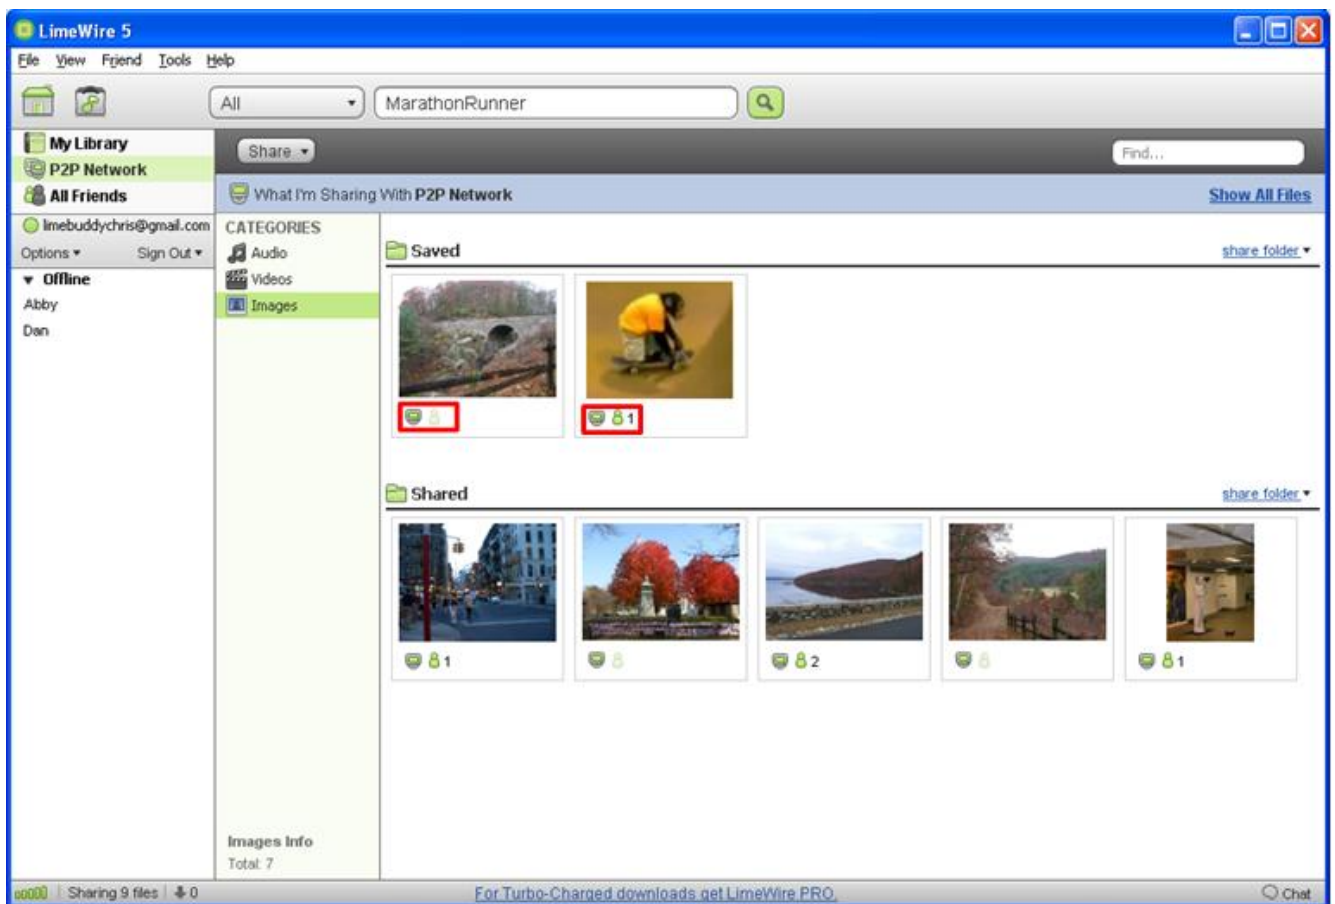 LimeWire 5
File View Friend Tools Help
All MarathonRunner
My Library
P2P Network
All Friends
limebuddychris@gmail.com
Options Sign Out
Offline
Abby
Dan
Share Find...
What I'm Sharing With P2P Network Show All Files
CATEGORIES
Audio
Videos
Images
Saved share folder
1
Shared share folder
1 2 1
Images Info
Total: 7
Sharing 9 files 0 For Turbo-Charged downloads get LimeWire PRO. Chat